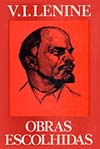 V. I. LENINE
OBRAS
ESCOLHIDAS